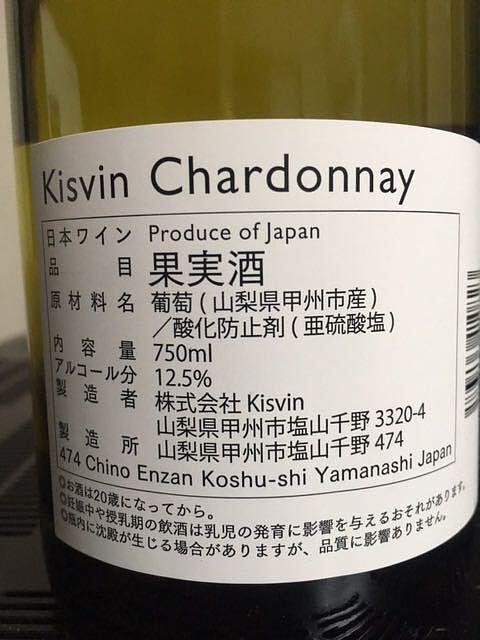 Kisvin Chardonnay
日本ワイン Produce of Japan
品目 果実酒
原材料名 葡萄(山梨県甲州市産)
／酸化防止剤(亜硫酸塩)
内容量 750ml
アルコール分 12.5%
製造者 株式会社 Kisvin
山梨県甲州市塩山千野 3320-4
製造所 山梨県甲州市塩山千野 474
474 Chino Enzan Koshu-shi Yamanashi Japan
◎お酒は20歳になってから。
◎妊娠中や授乳期の飲酒は乳児の発育に影響を与えるおそれがあります。
◎瓶内に沈殿が生じる場合がありますが、品質に影響ありません。